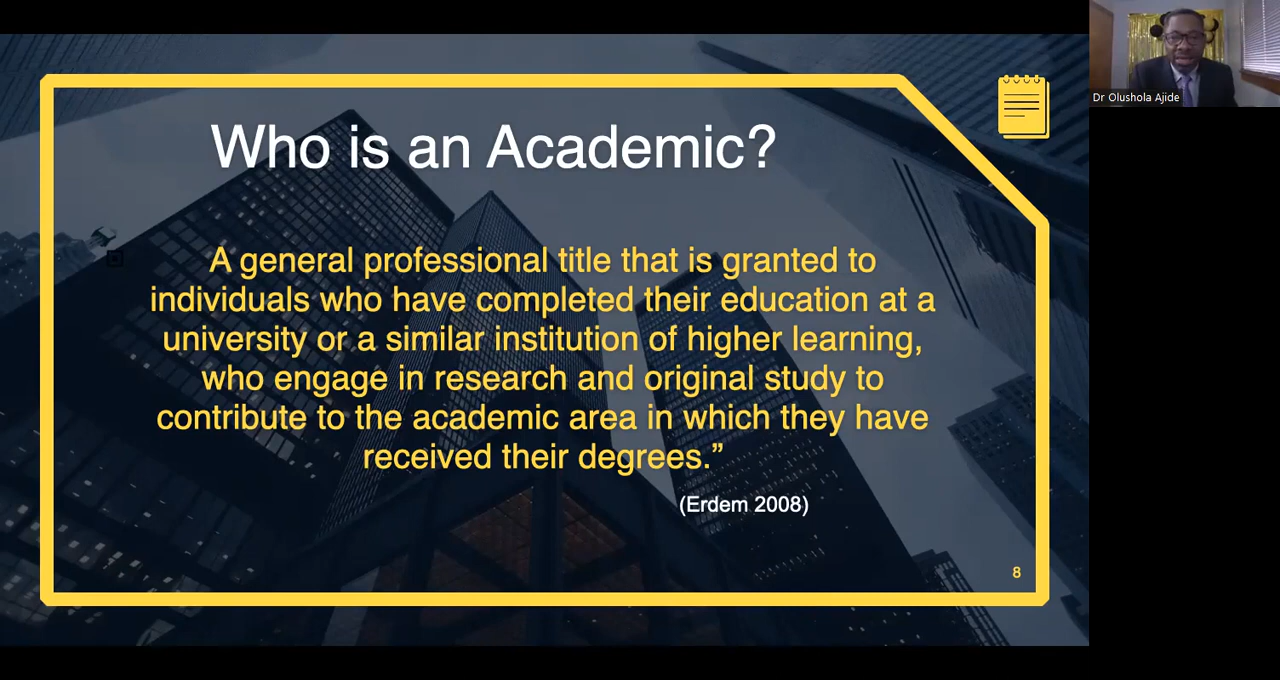 Who is an Academic?
A general professional title that is granted to
individuals who have completed their education at a
university or a similar institution of higher learning,
who engage in research and original study to
contribute to the academic area in which they have
received their degrees.”
(Erdem 2008)
8
Dr Olushola Ajide